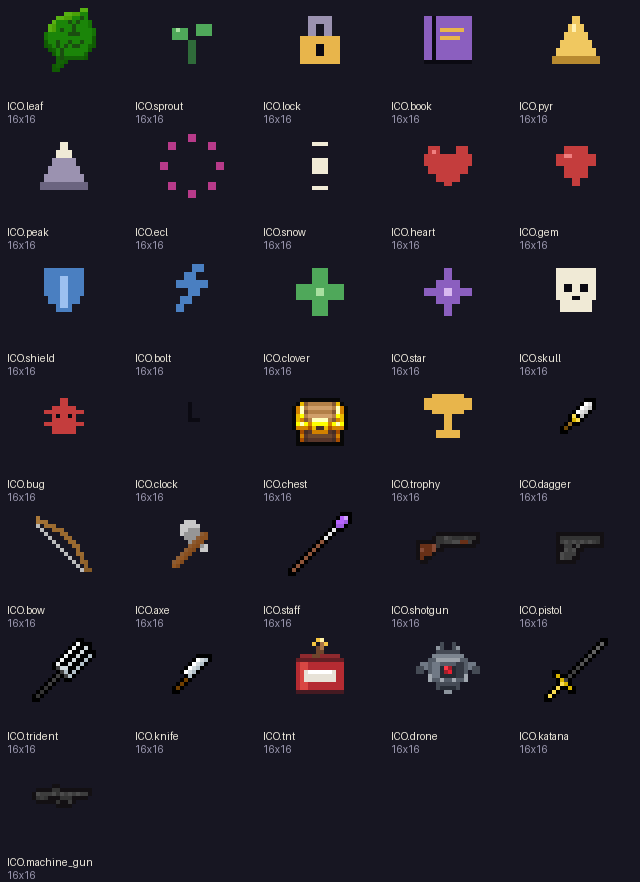 ICO.leaf ICO.sprout ICO.lock ICO.book ICO.pyr
16x16 16x16 16x16 16x16 16x16
ICO.peak ICO.ecl ICO.snow ICO.heart ICO.gem
16x16 16x16 16x16 16x16 16x16
ICO.shield ICO.bolt ICO.clover ICO.star ICO.skull
16x16 16x16 16x16 16x16 16x16
ICO.bug ICO.clock ICO.chest ICO.trophy ICO.dagger
16x16 16x16 16x16 16x16 16x16
ICO.bow ICO.axe ICO.staff ICO.shotgun ICO.pistol
16x16 16x16 16x16 16x16 16x16
ICO.trident ICO.knife ICO.tnt ICO.drone ICO.katana
16x16 16x16 16x16 16x16 16x16
ICO.machine_gun
16x16